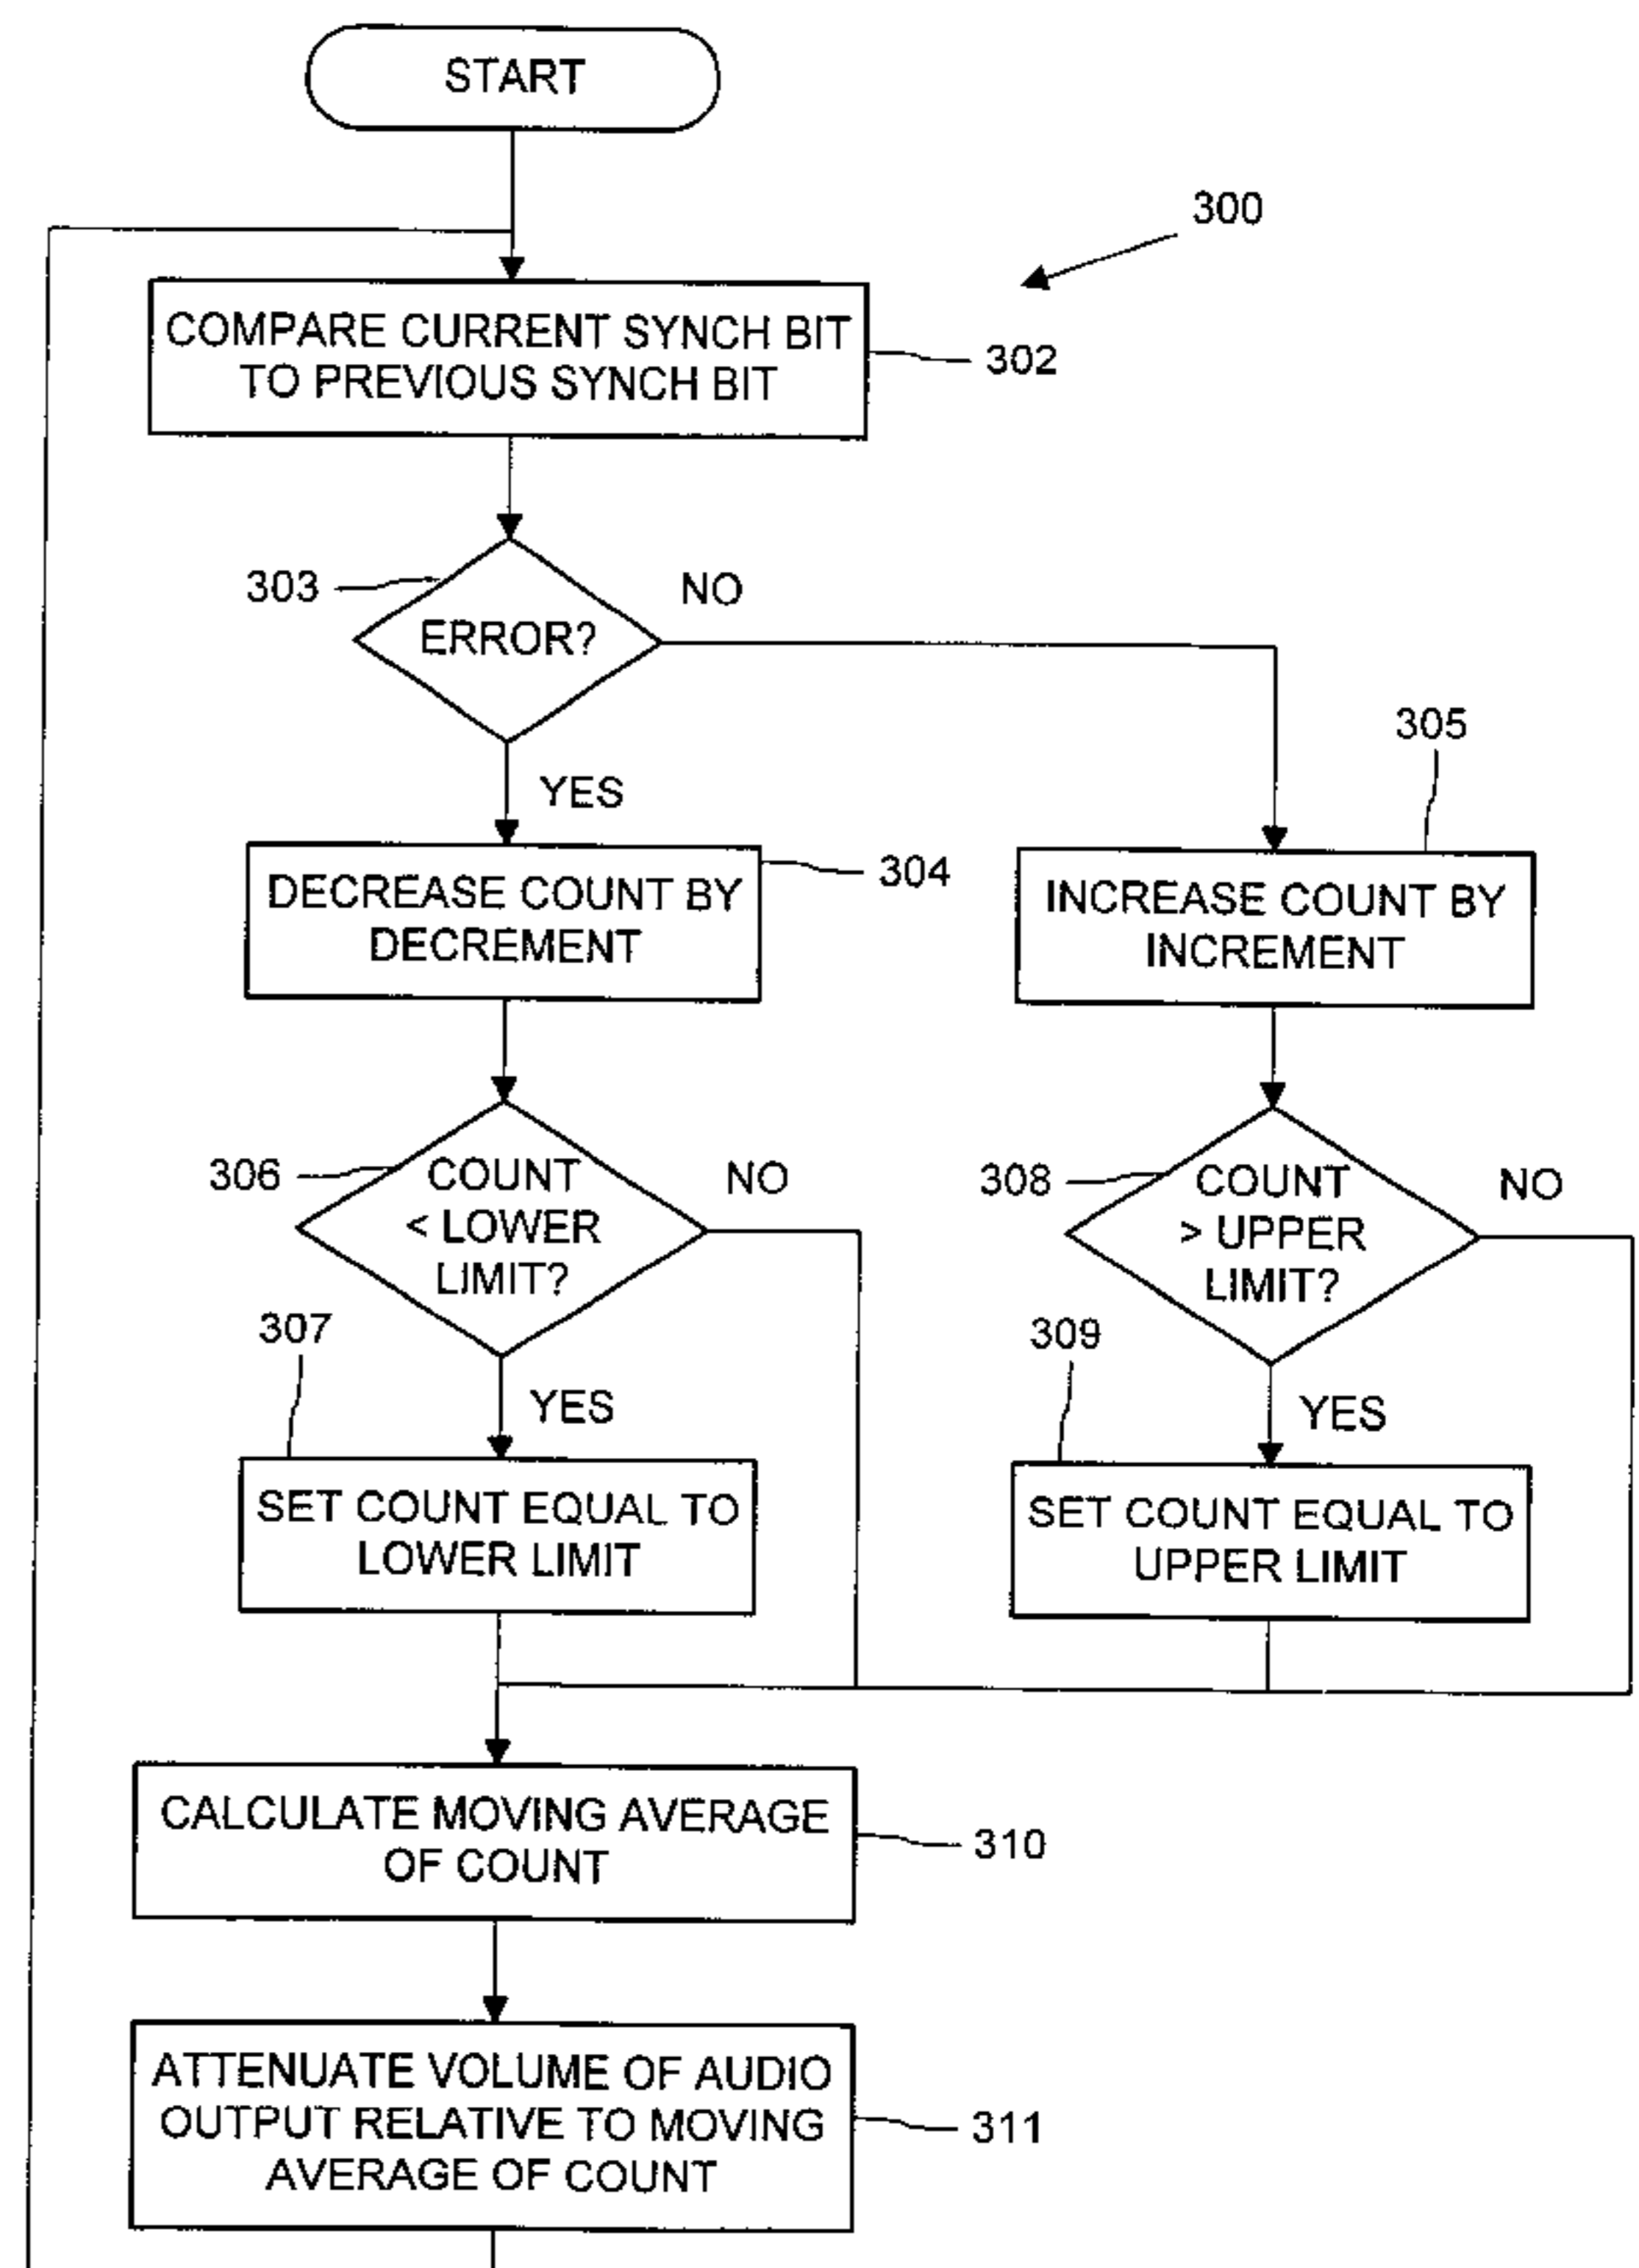 START
300
COMPARE CURRENT SYNCH BIT
TO PREVIOUS SYNCH BIT
302
303
ERROR?
NO
YES
305
DECREASE COUNT BY
DECREMENT
304
INCREASE COUNT BY
INCREMENT
306
COUNT
< LOWER
LIMIT?
NO
308
COUNT
> UPPER
LIMIT?
NO
307
YES
309
YES
SET COUNT EQUAL TO
LOWER LIMIT
SET COUNT EQUAL TO
UPPER LIMIT
CALCULATE MOVING AVERAGE
OF COUNT
310
ATTENUATE VOLUME OF AUDIO
OUTPUT RELATIVE TO MOVING
AVERAGE OF COUNT
311